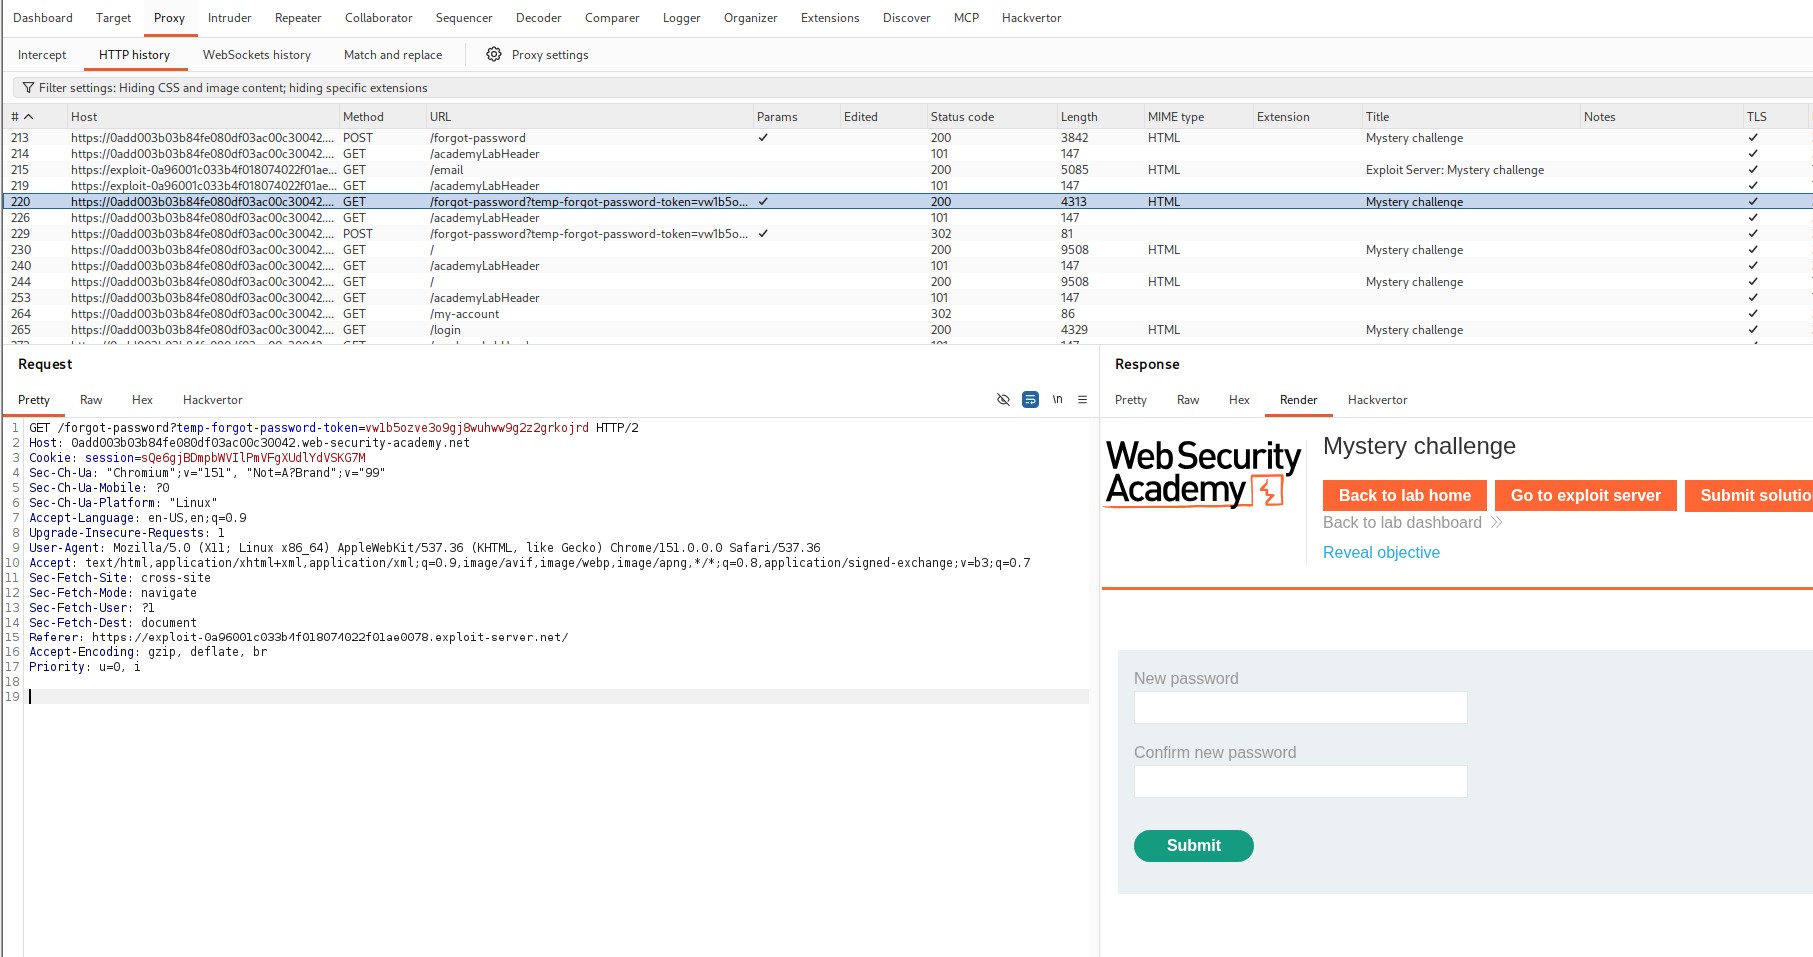 Dashboard Target Proxy Intruder Repeater Collaborator Sequencer Decoder Comparer Logger Organizer Extensions Discover MCP Hackvertor
Intercept HTTP history WebSockets history Match and replace Proxy settings
Filter settings: Hiding CSS and image content; hiding specific extensions
# Host Method URL Params Edited Status code Length MIME type Extension Title Notes TLS
213 https://0add003b03b84fe080df03ac00c30042.... POST /forgot-password ✓ 200 3842 HTML Mystery challenge ✓
214 https://0add003b03b84fe080df03ac00c30042.... GET /academyLabHeader 101 147 ✓
215 https://exploit-0a96001c033b4f018074022f01ae... GET /email 200 5085 HTML Exploit Server: Mystery challenge ✓
219 https://exploit-0a96001c033b4f018074022f01ae... GET /academyLabHeader 101 147 ✓
220 https://0add003b03b84fe080df03ac00c30042.... GET /forgot-password?temp-forgot-password-token=vw1b5o... ✓ 200 4313 HTML Mystery challenge ✓
226 https://0add003b03b84fe080df03ac00c30042.... GET /academyLabHeader 101 147 ✓
229 https://0add003b03b84fe080df03ac00c30042.... POST /forgot-password?temp-forgot-password-token=vw1b5o... ✓ 302 81 ✓
230 https://0add003b03b84fe080df03ac00c30042.... GET / 200 9508 HTML Mystery challenge ✓
240 https://0add003b03b84fe080df03ac00c30042.... GET /academyLabHeader 101 147 ✓
244 https://0add003b03b84fe080df03ac00c30042.... GET / 200 9508 HTML Mystery challenge ✓
253 https://0add003b03b84fe080df03ac00c30042.... GET /academyLabHeader 101 147 ✓
264 https://0add003b03b84fe080df03ac00c30042.... GET /my-account 302 86 ✓
265 https://0add003b03b84fe080df03ac00c30042.... GET /login 200 4329 HTML Mystery challenge ✓
Request
Pretty Raw Hex Hackvertor \n
1 GET /forgot-password?temp-forgot-password-token=vw1b5ozve3o9gj8wuhww9g2z2grkojrd HTTP/2
2 Host: 0add003b03b84fe080df03ac00c30042.web-security-academy.net
3 Cookie: session=sQe6gjBDmpbWVIlPmVFgXUdlYdVSKG7M
4 Sec-Ch-Ua: "Chromium";v="151", "Not=A?Brand";v="99"
5 Sec-Ch-Ua-Mobile: ?0
6 Sec-Ch-Ua-Platform: "Linux"
7 Accept-Language: en-US,en;q=0.9
8 Upgrade-Insecure-Requests: 1
9 User-Agent: Mozilla/5.0 (X11; Linux x86_64) AppleWebKit/537.36 (KHTML, like Gecko) Chrome/151.0.0.0 Safari/537.36
10 Accept: text/html,application/xhtml+xml,application/xml;q=0.9,image/avif,image/webp,image/apng,*/*;q=0.8,application/signed-exchange;v=b3;q=0.7
11 Sec-Fetch-Site: cross-site
12 Sec-Fetch-Mode: navigate
13 Sec-Fetch-User: ?1
14 Sec-Fetch-Dest: document
15 Referer: https://exploit-0a96001c033b4f018074022f01ae0078.exploit-server.net/
16 Accept-Encoding: gzip, deflate, br
17 Priority: u=0, i
18
19
Response
Pretty Raw Hex Render Hackvertor
Web Security
Academy
Mystery challenge
Back to lab home Go to exploit server Submit solutio
Back to lab dashboard
Reveal objective
New password
Confirm new password
Submit